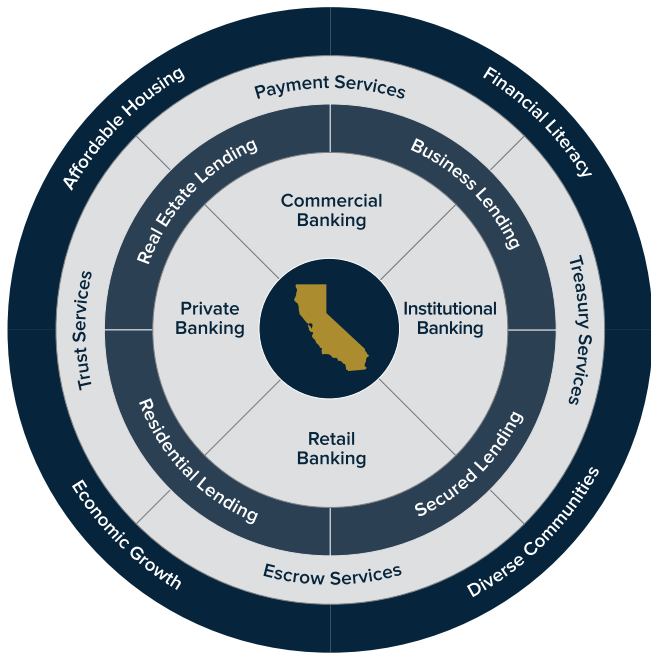 Affordable Housing
Financial Literacy
Payment Services
Real Estate Lending
Business Lending
Commercial
Banking
Trust Services
Private
Banking
Institutional
Banking
Treasury Services
Retail
Banking
Residential Lending
Secured Lending
Escrow Services
Economic Growth
Diverse Communities